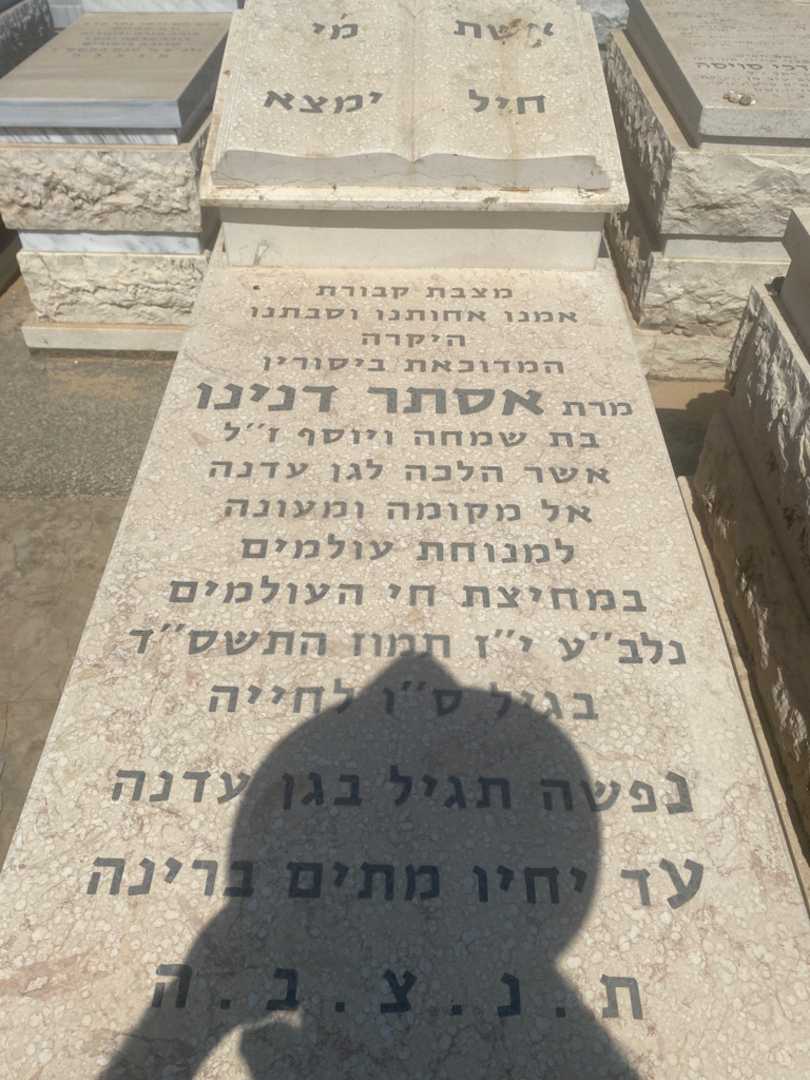 אשת
חיל
מי
ימצא
מצבת קבורת
אמנו אחותנו וסבתנו
היקרה
המדוכאת ביסורין
מרת אסתר דנינו
בת שמחה ויוסף ז״ל
אשר הלכה לגן עדנה
אל מקומה ומעונה
למנוחת עולמים
במחיצת חי העולמים
נלב״ע י״ז תמוז התשס״ד
בגיל ס״ו לחייה
נפשה תגיל בגן עדנה
עד יחיו מתים ברינה
ת.נ.צ.ב.ה